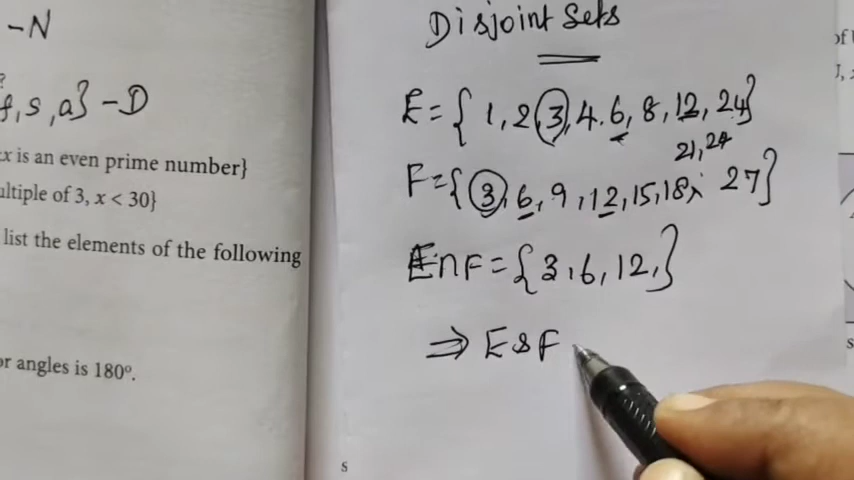 -N
s, a} - D
x is an even prime number}
ultiple of 3, x < 30}
list the elements of the following
or angles is 180°.
Disjoint Sets
E = { 1, 2, 3, 4. 6, 8, 12, 24}
21, 24
F = { 3, 6, 9, 12, 15, 18, 27}
E∩F = { 3, 6, 12, }
⇒ E & F
s
of